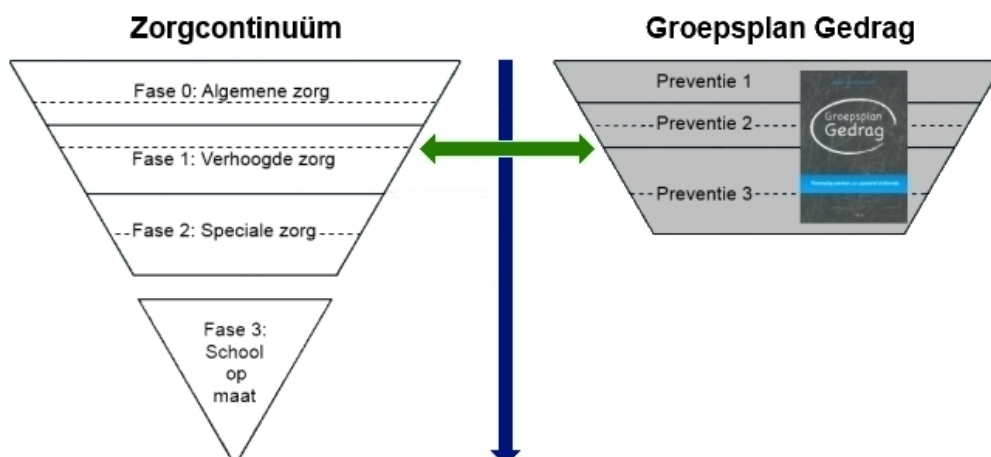 Zorgcontinuüm
Fase 0: Algemene zorg
Fase 1: Verhoogde zorg
Fase 2: Speciale zorg
Fase 3:
School
op
maat
Groepsplan Gedrag
Preventie 1
Preventie 2
Preventie 3
Groepsplan
Gedrag